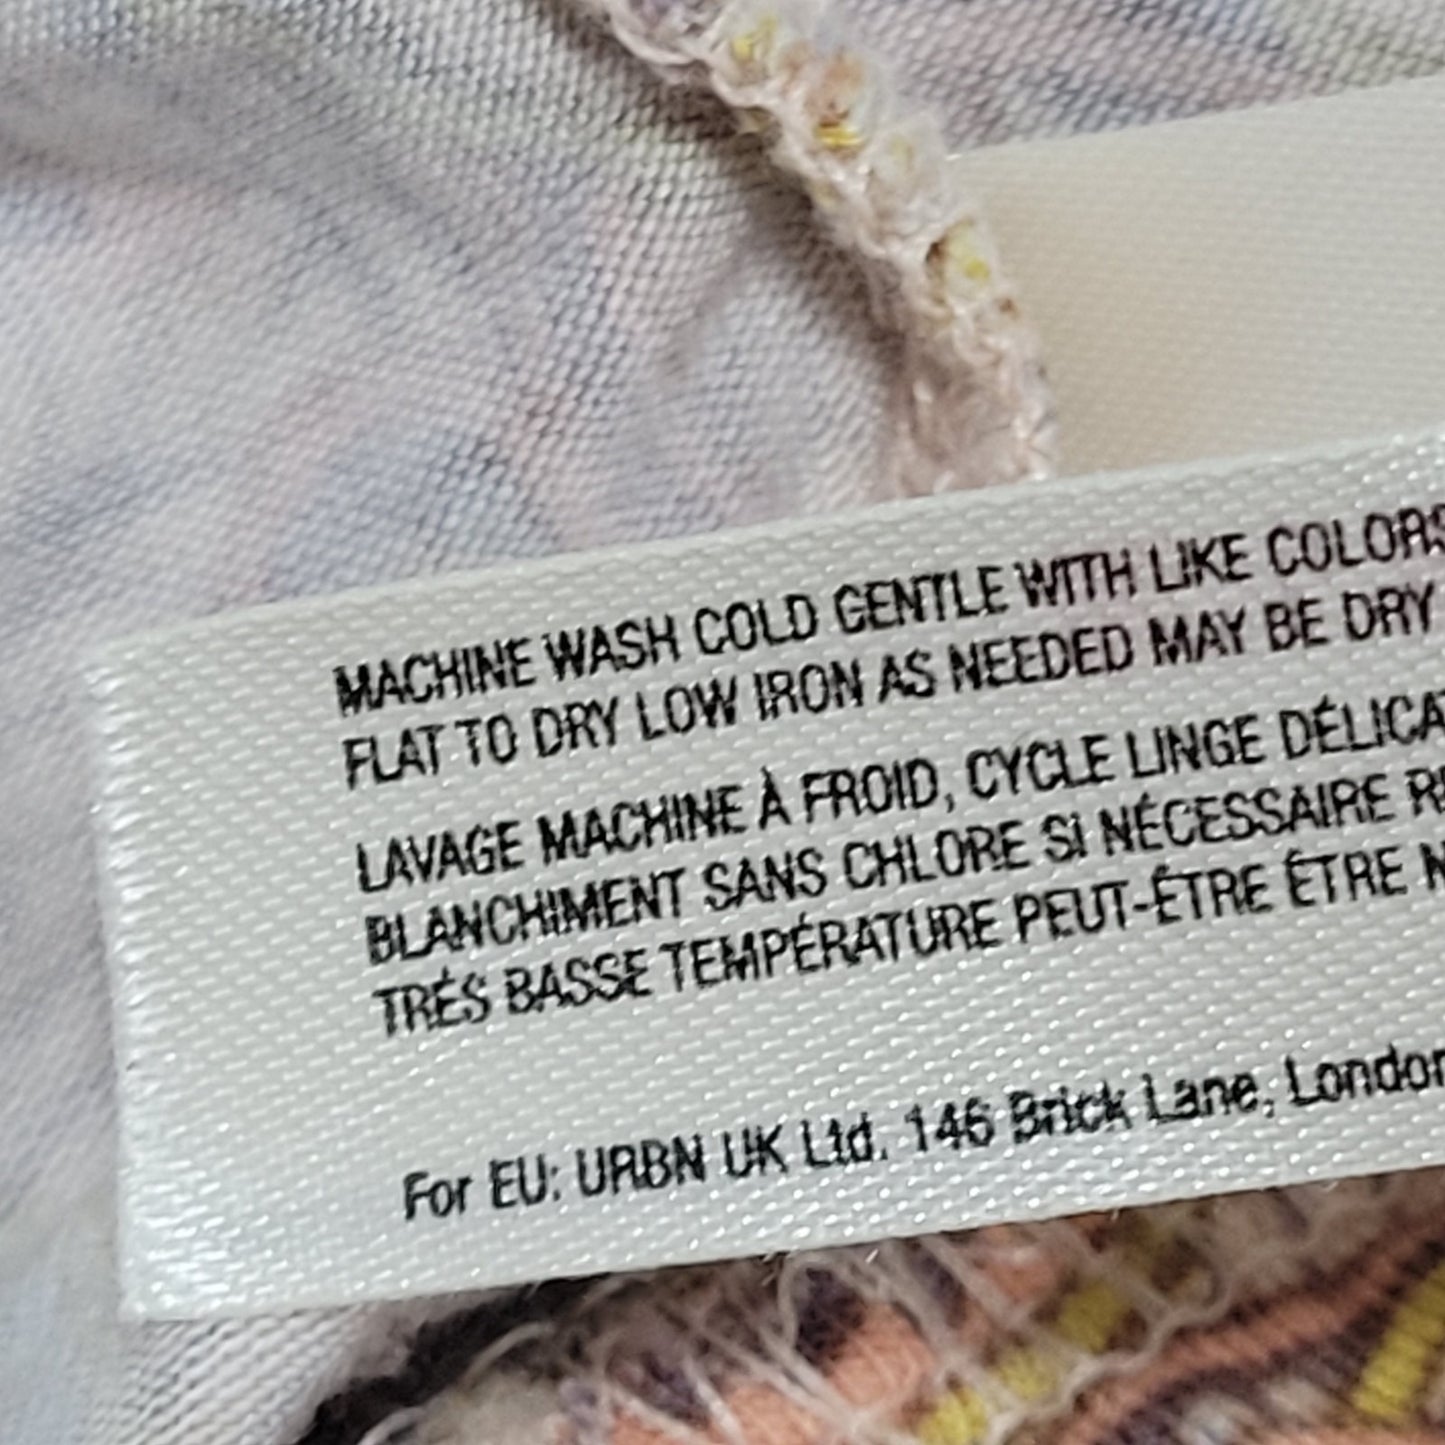 MACHINE WASH COLD GENTLE WITH LIKE COLORS
FLAT TO DRY LOW IRON AS NEEDED MAY BE DRY
LAVAGE MACHINE À FROID, CYCLE LINGE DÉLICA
BLANCHIMENT SANS CHLORE SI NÉCESSAIRE
TRÉS BASSE TEMPÉRATURE PEUT-ÊTRE ÊTRE
For EU: URBN UK Ltd. 146 Brick Lane, London